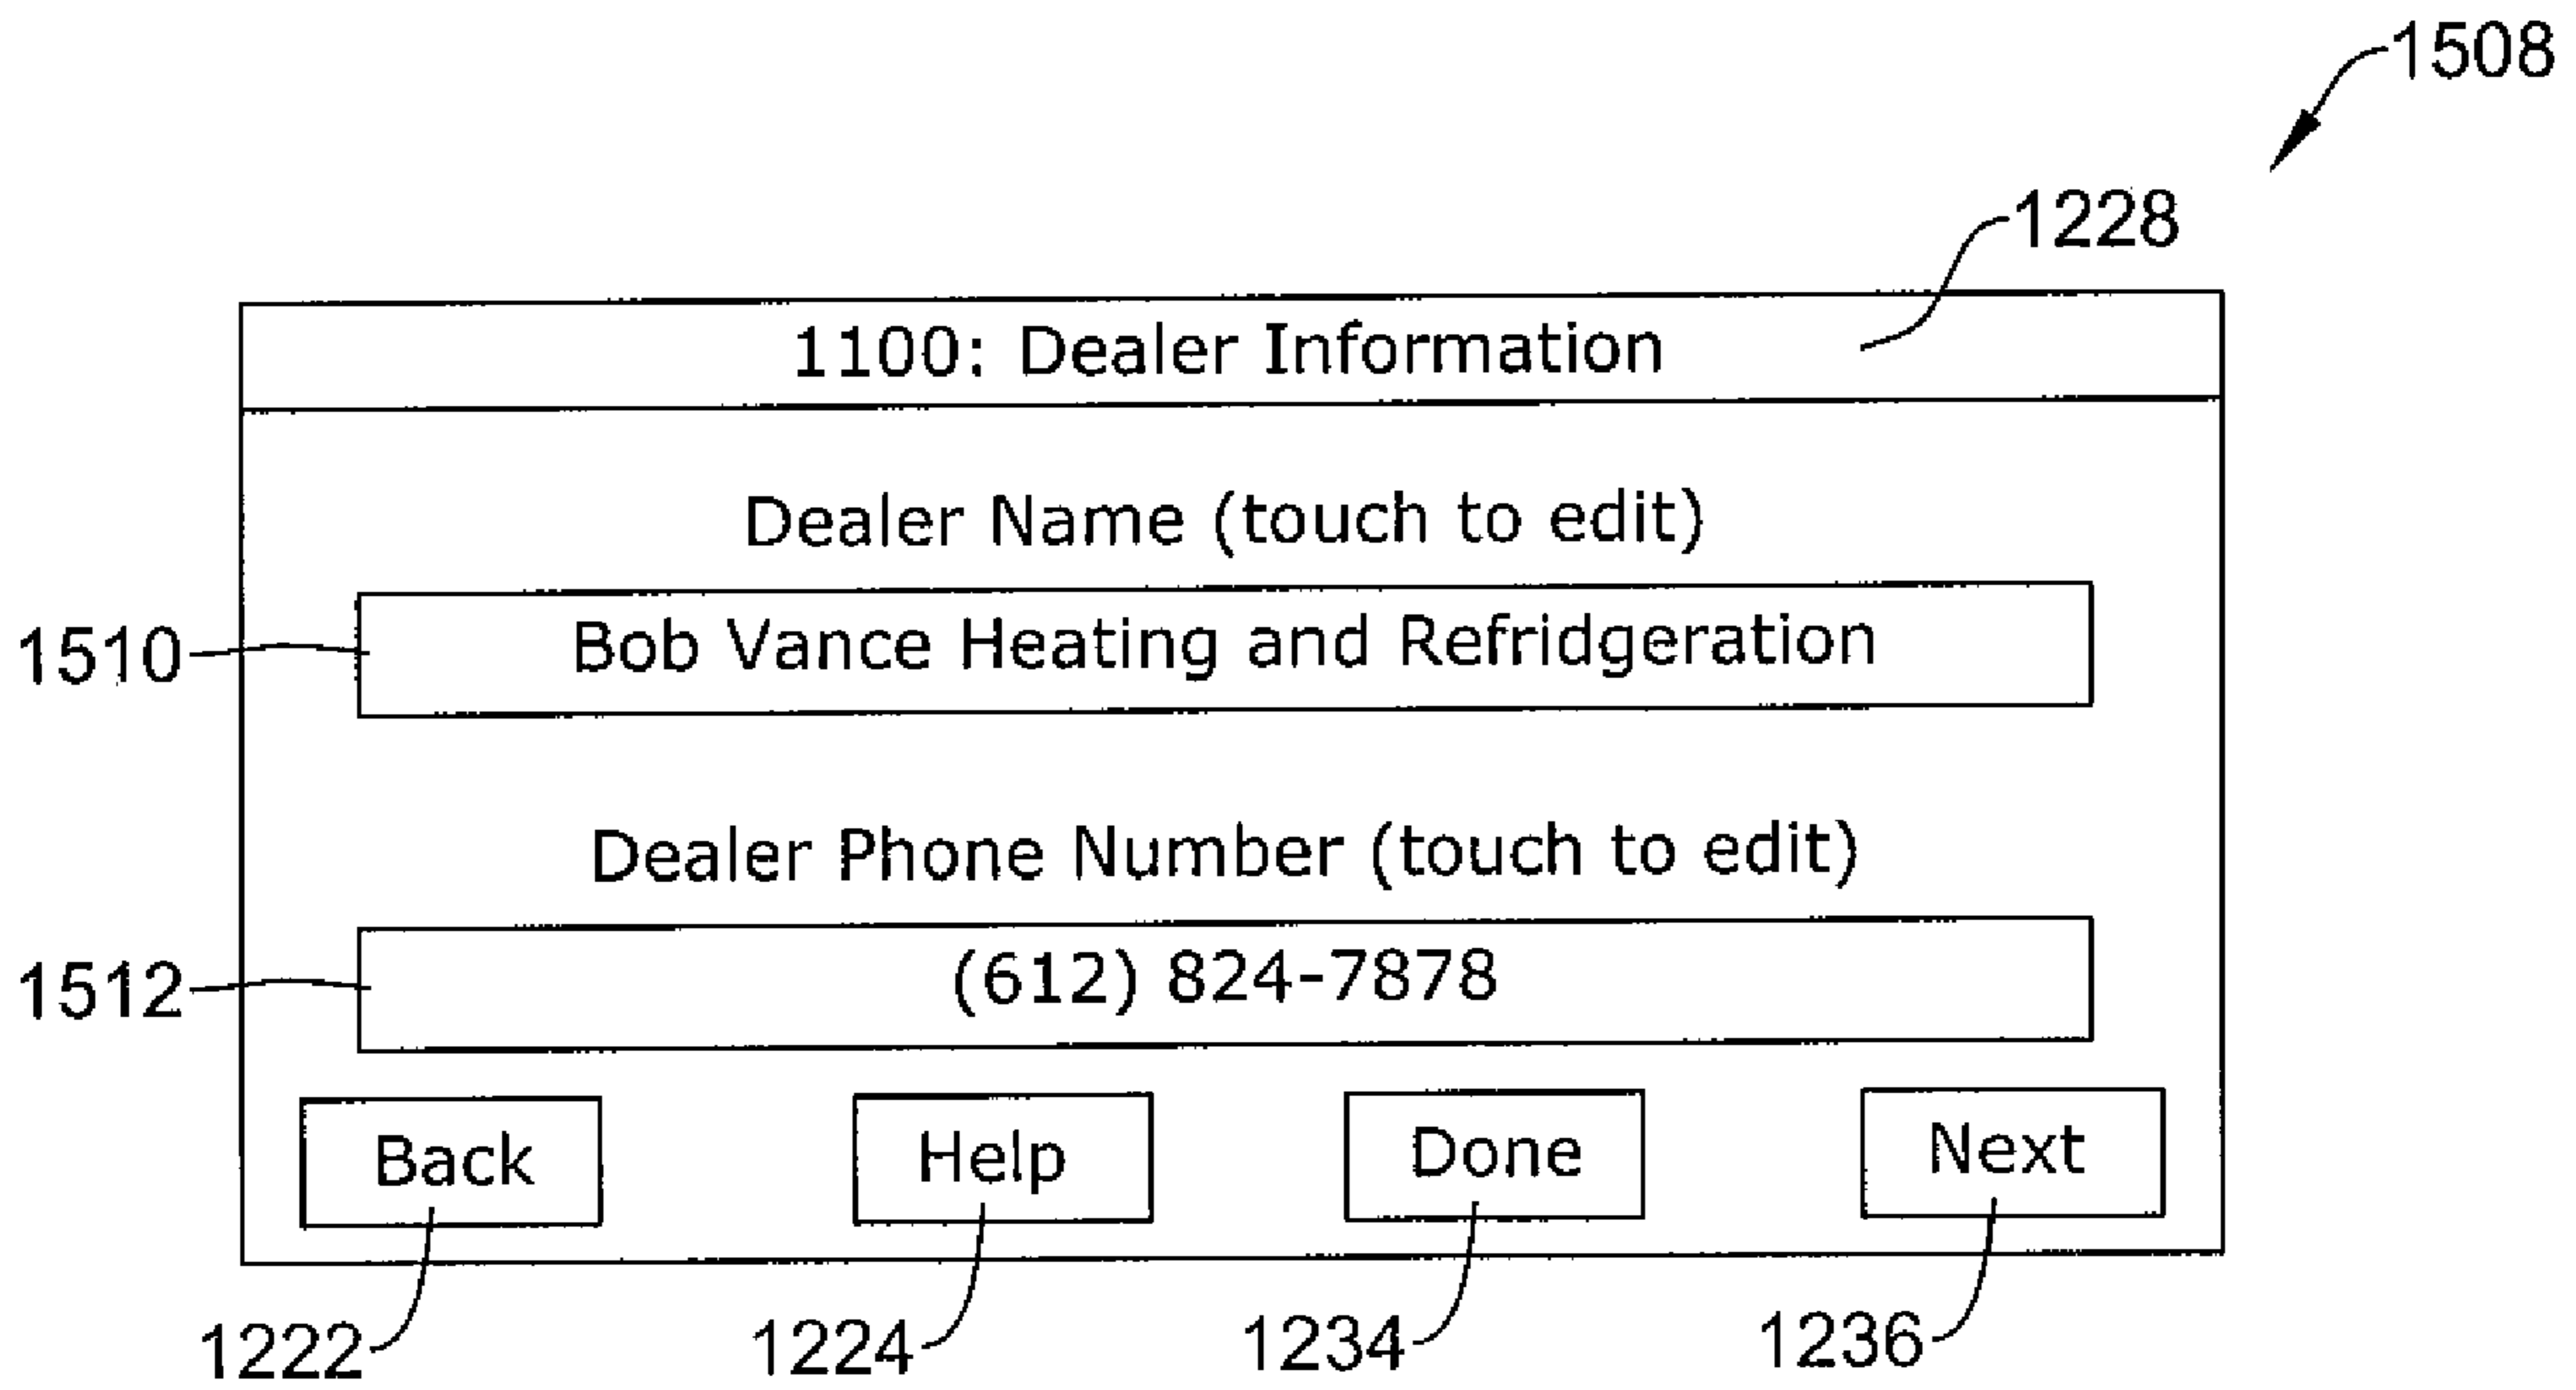 1508
1228
1100: Dealer Information
Dealer Name (touch to edit)
1510
Bob Vance Heating and Refridgeration
Dealer Phone Number (touch to edit)
1512
(612) 824-7878
Back Help Done Next
1222 1224 1234 1236